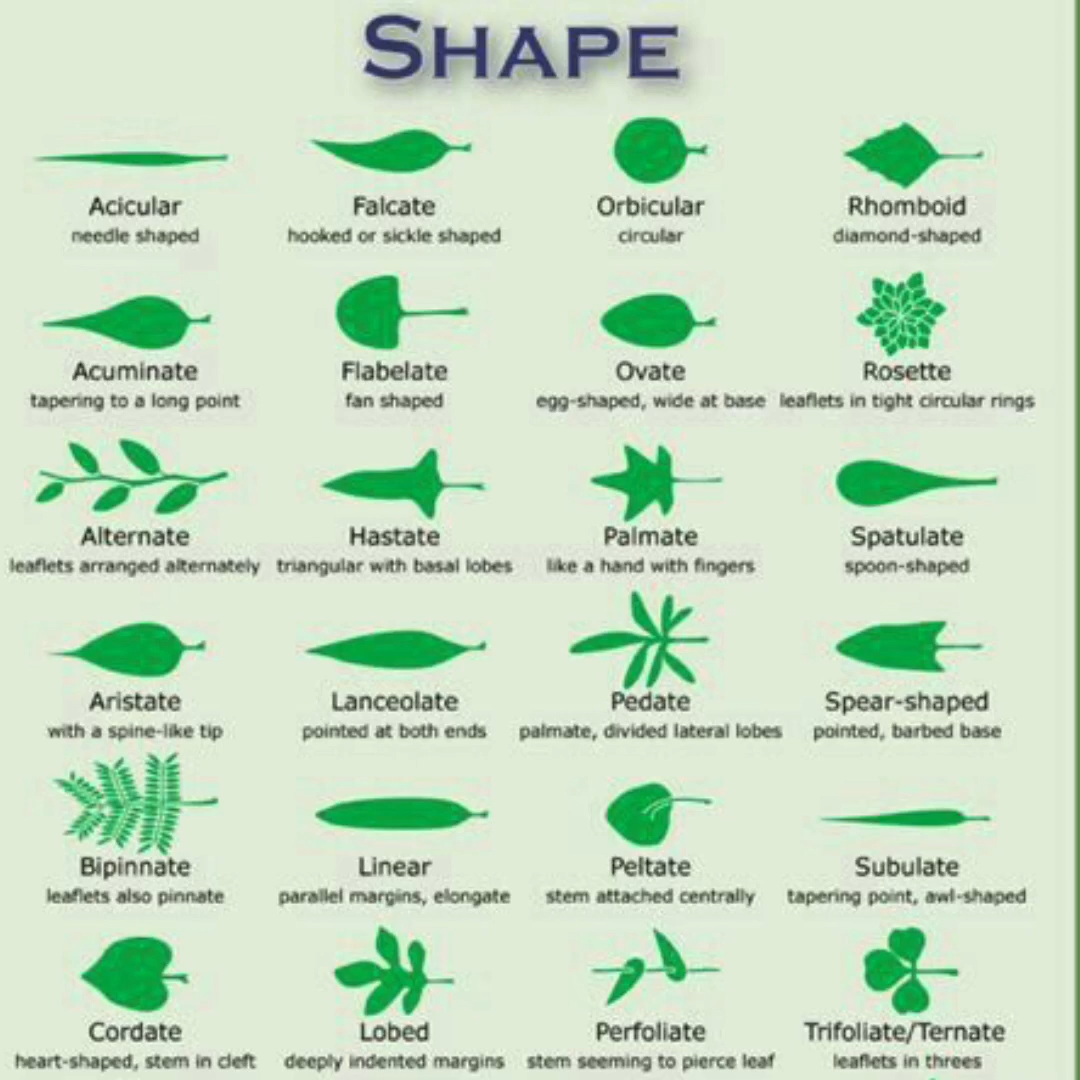 SHAPE
Acicular Falcate Orbicular Rhomboid
needle shaped hooked or sickle shaped circular diamond-shaped
Acuminate Flabelate Ovate Rosette
tapering to a long point fan shaped egg-shaped, wide at base leaflets in tight circular rings
Alternate Hastate Palmate Spatulate
leaflets arranged alternately triangular with basal lobes like a hand with fingers spoon-shaped
Aristate Lanceolate Pedate Spear-shaped
with a spine-like tip pointed at both ends palmate, divided lateral lobes pointed, barbed base
Bipinnate Linear Peltate Subulate
leaflets also pinnate parallel margins, elongate stem attached centrally tapering point, awl-shaped
Cordate Lobed Perfoliate Trifoliate/Ternate
heart-shaped, stem in cleft deeply indented margins stem seeming to pierce leaf leaflets in threes